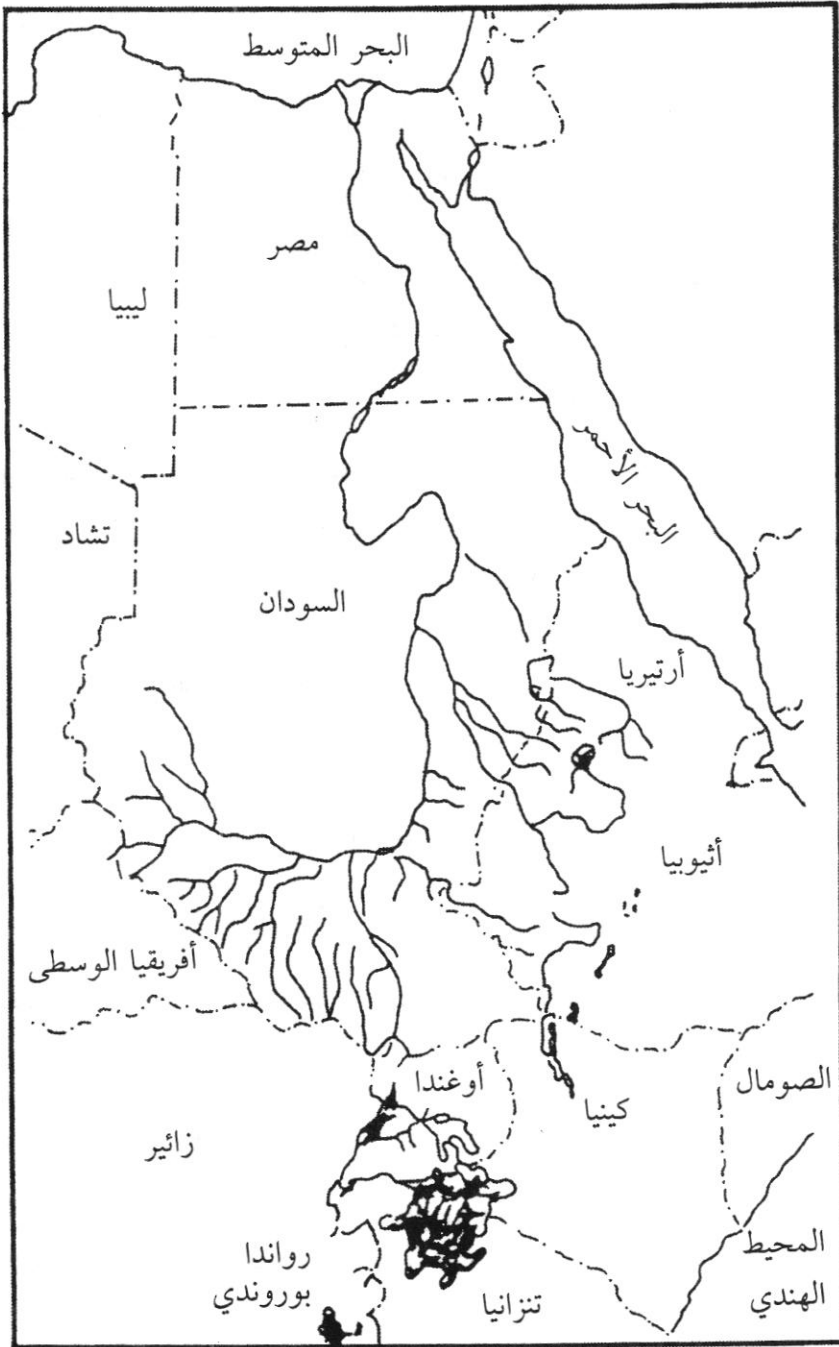 البحر المتوسط
مصر
ليبيا
البحر الأحمر
تشاد
السودان
أرتيريا
أثيوبيا
أفريقيا الوسطى
أوغندا
الصومال
كينيا
زائير
المحيط
الهندي
رواندا
بوروندي
تنزانيا